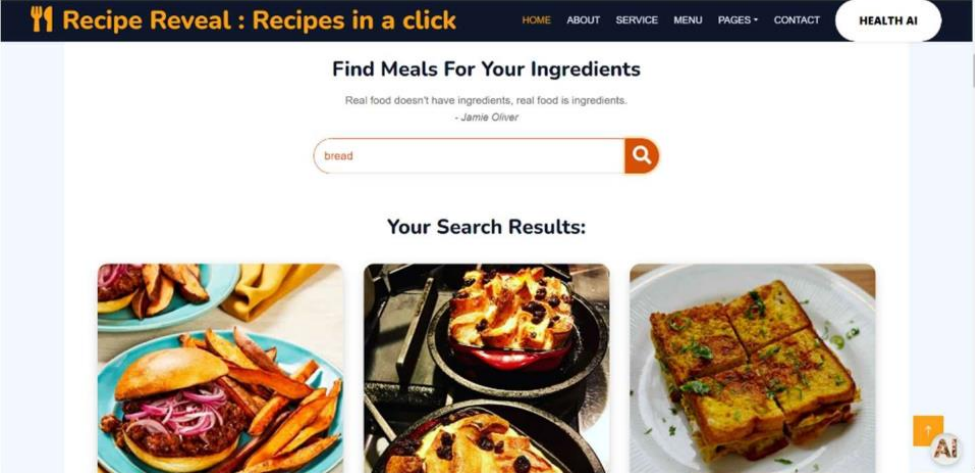 Recipe Reveal : Recipes in a click
HOME ABOUT SERVICE MENU PAGES CONTACT HEALTH AI
Find Meals For Your Ingredients
Real food doesn't have ingredients, real food is ingredients.
- Jamie Oliver
bread
Your Search Results:
AI